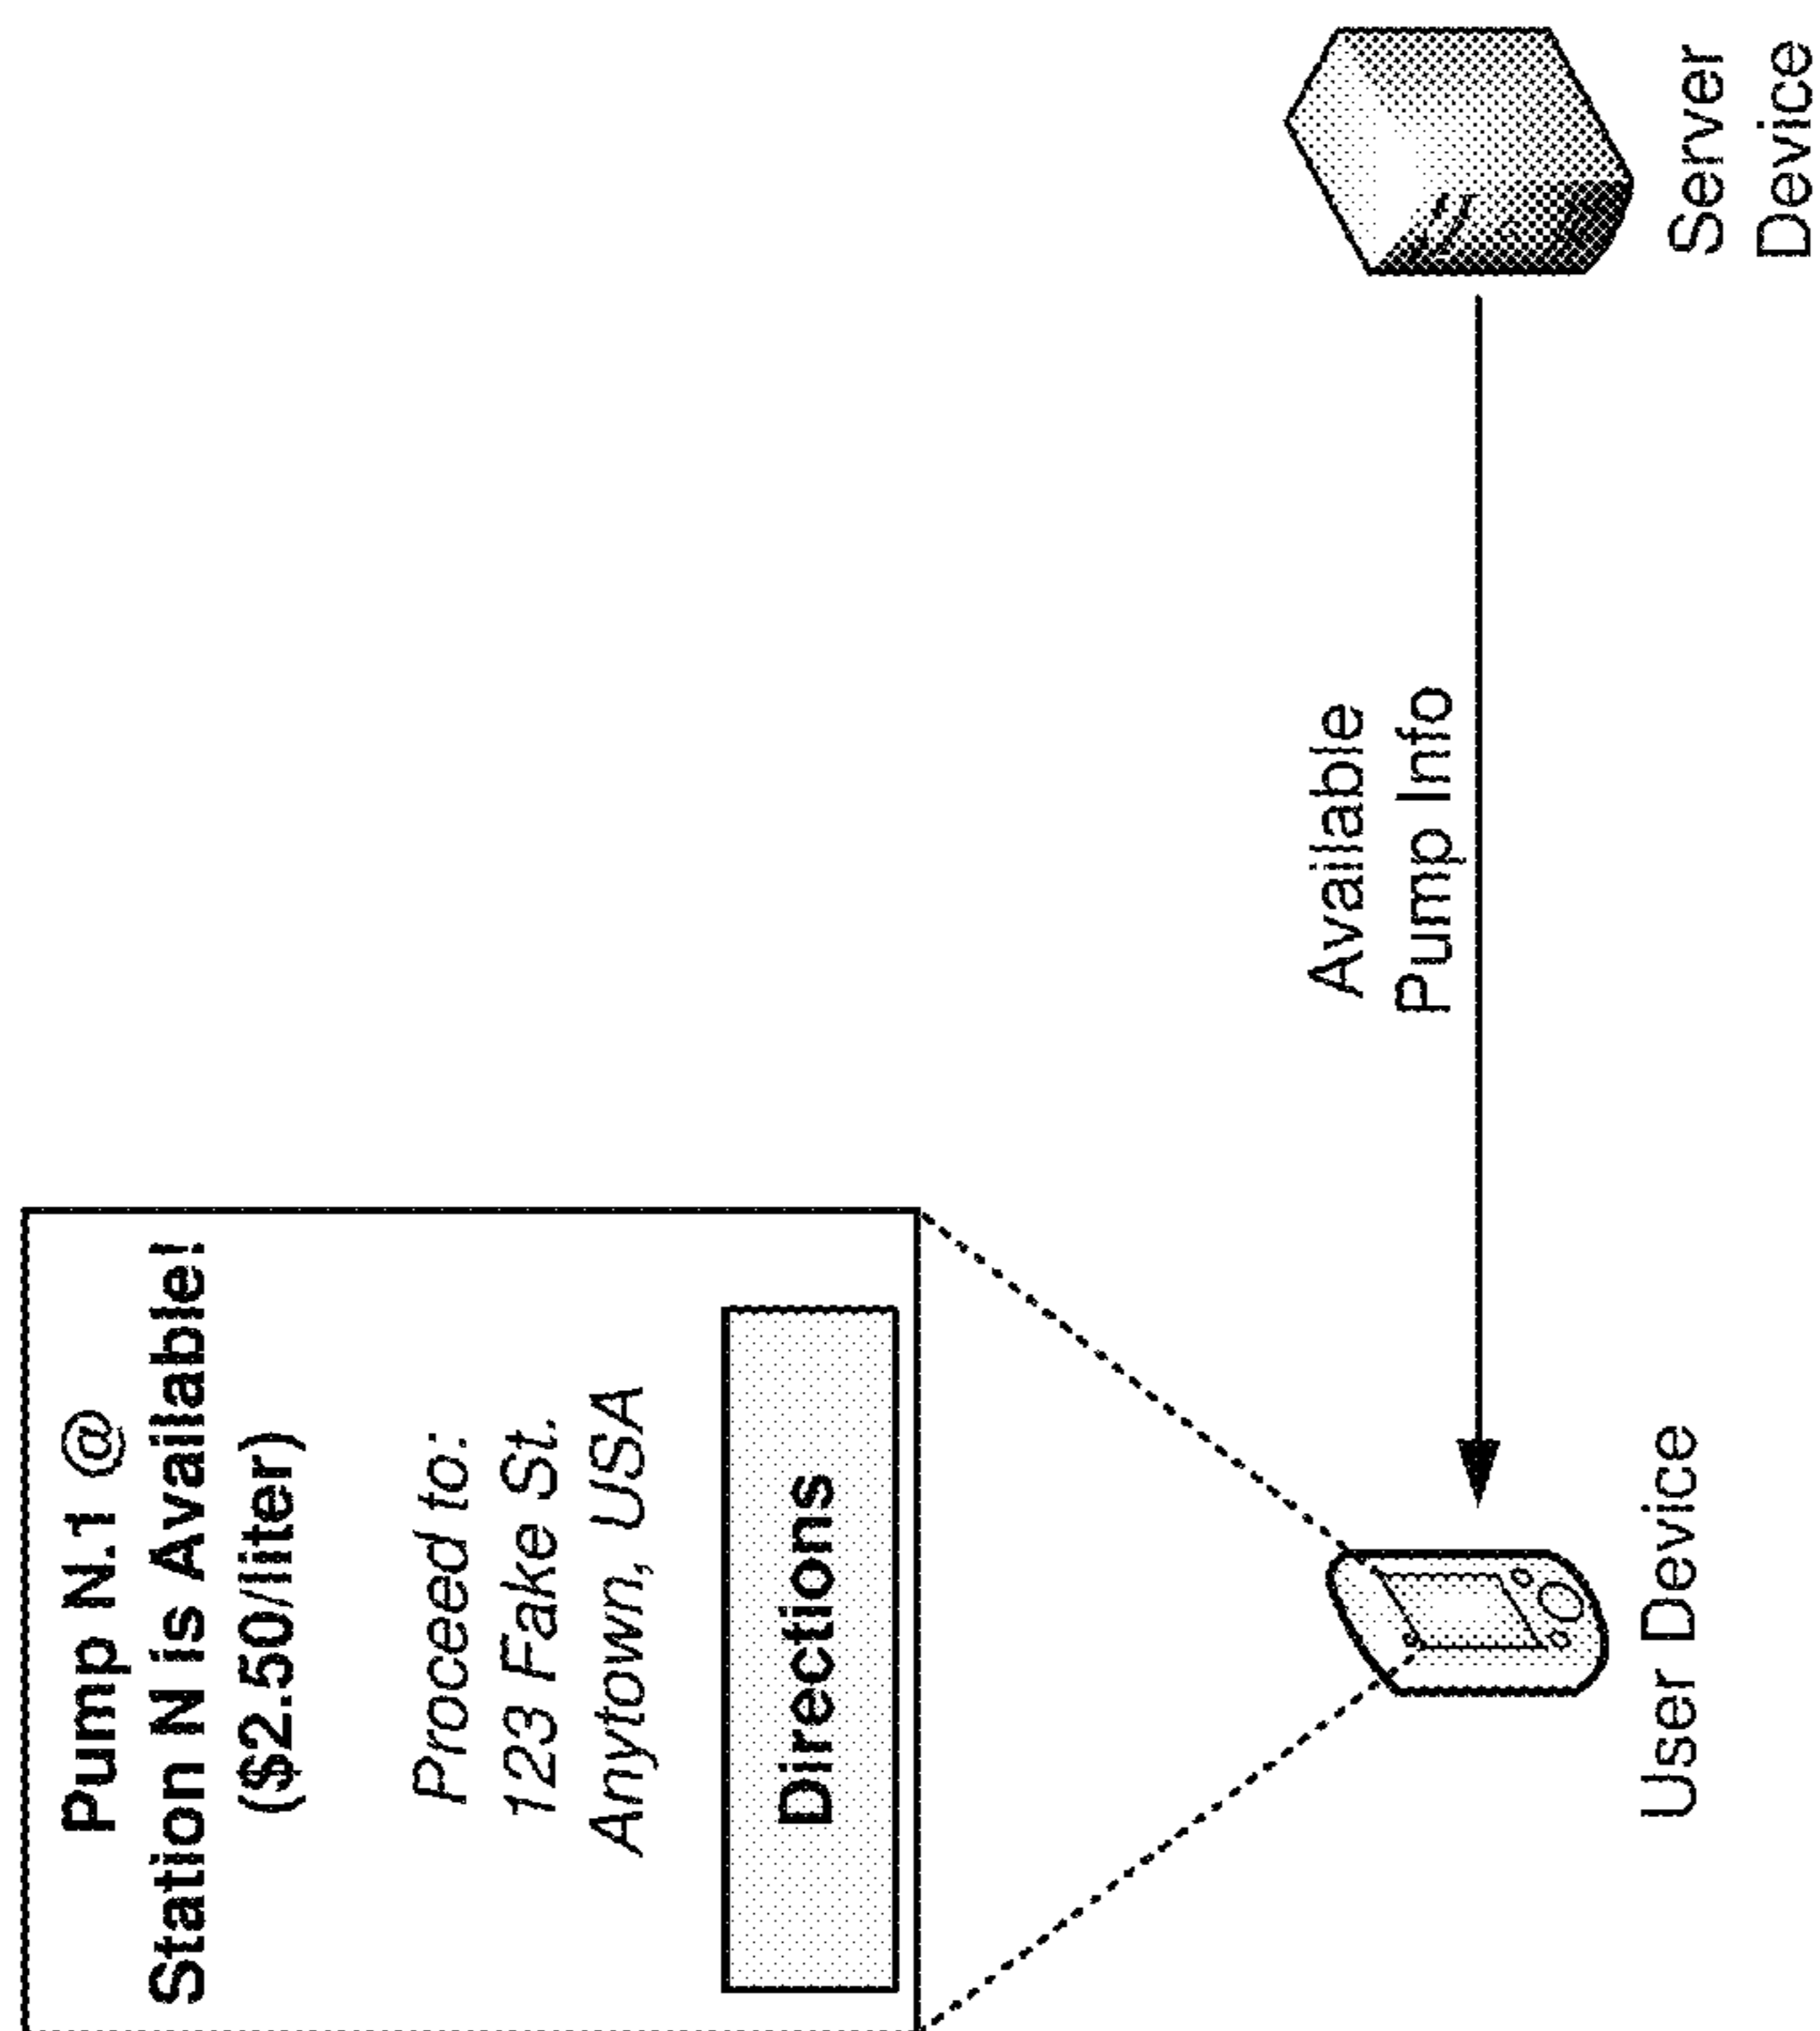 Pump N.1 @
Station N is Available!
($2.50/liter)
Proceed to:
123 Fake St.
Anytown, USA
Directions
Available
Pump Info
User Device
Server
Device